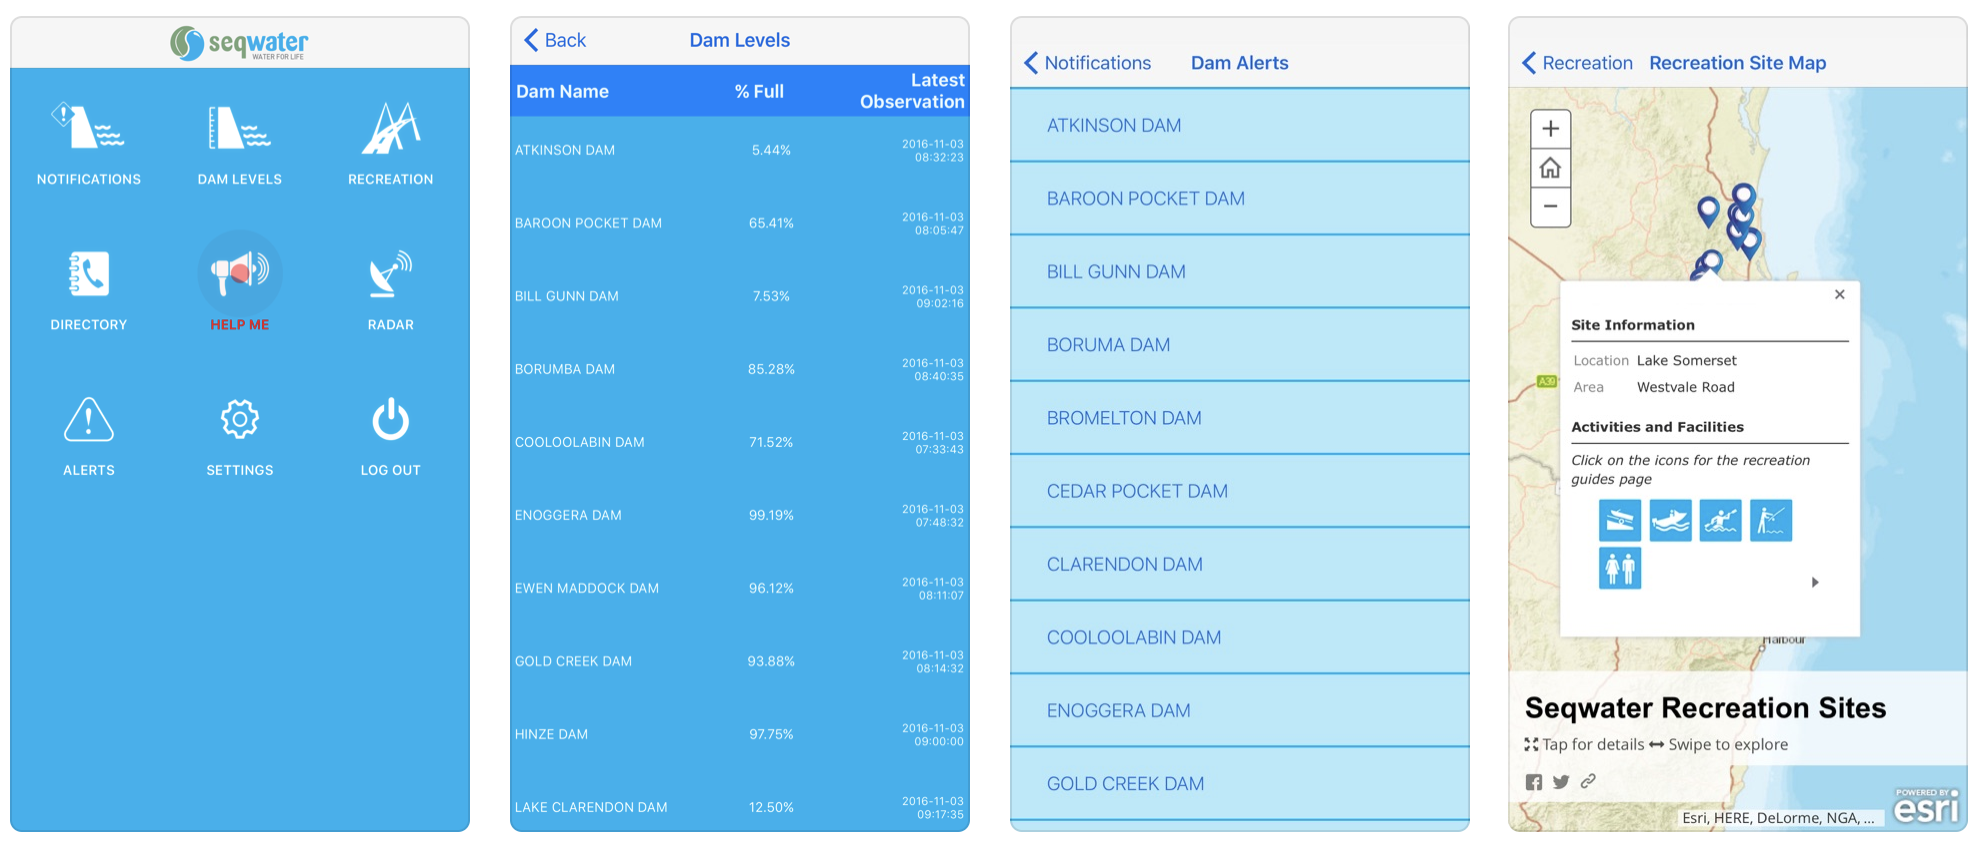 seqwater
WATER FOR LIFE
NOTIFICATIONS
DAM LEVELS
RECREATION
DIRECTORY
HELP ME
RADAR
ALERTS
SETTINGS
LOG OUT
Back
Dam Levels
Dam Name
% Full
Latest
Observation
ATKINSON DAM
5.44%
2016-11-03
08:32:23
BAROON POCKET DAM
65.41%
2016-11-03
08:05:47
BILL GUNN DAM
7.53%
2016-11-03
09:02:16
BORUMBA DAM
85.28%
2016-11-03
08:40:35
COOLOOLABIN DAM
71.52%
2016-11-03
07:33:43
ENOGGERA DAM
99.19%
2016-11-03
07:48:32
EWEN MADDOCK DAM
96.12%
2016-11-03
08:11:07
GOLD CREEK DAM
93.88%
2016-11-03
08:14:32
HINZE DAM
97.75%
2016-11-03
09:00:00
LAKE CLARENDON DAM
12.50%
2016-11-03
09:17:35
Notifications
Dam Alerts
ATKINSON DAM
BAROON POCKET DAM
BILL GUNN DAM
BORUMA DAM
BROMELTON DAM
CEDAR POCKET DAM
CLARENDON DAM
COOLOOLABIN DAM
ENOGGERA DAM
GOLD CREEK DAM
Recreation
Recreation Site Map
A39
Site Information
Location Lake Somerset
Area Westvale Road
Activities and Facilities
Click on the icons for the recreation
guides page
Harbour
Seqwater Recreation Sites
Tap for details Swipe to explore
POWERED BY
esri
Esri, HERE, DeLorme, NGA, ...